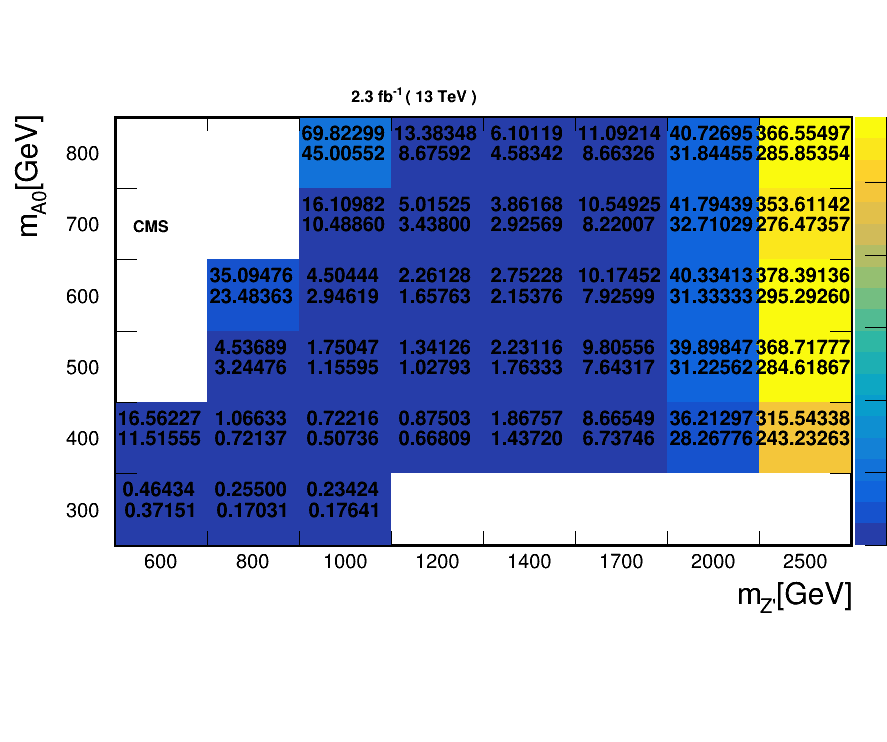 2.3 fb-1 ( 13 TeV )
mA0[GeV]
800
69.82299 13.38348 6.10119 11.09214 40.72695 366.55497
45.00552 8.67592 4.58342 8.66326 31.84455 285.85354
700
CMS
16.10982 5.01525 3.86168 10.54925 41.79439 353.61142
10.48860 3.43800 2.92569 8.22007 32.71029 276.47357
600
35.09476 4.50444 2.26128 2.75228 10.17452 40.33413 378.39136
23.48363 2.94619 1.65763 2.15376 7.92599 31.33333 295.29260
500
4.53689 1.75047 1.34126 2.23116 9.80556 39.89847 368.71777
3.24476 1.15595 1.02793 1.76333 7.64317 31.22562 284.61867
400
16.56227 1.06633 0.72216 0.87503 1.86757 8.66549 36.21297 315.54338
11.51555 0.72137 0.50736 0.66809 1.43720 6.73746 28.26776 243.23263
300
0.46434 0.25500 0.23424
0.37151 0.17031 0.17641
600 800 1000 1200 1400 1700 2000 2500
mZ'[GeV]